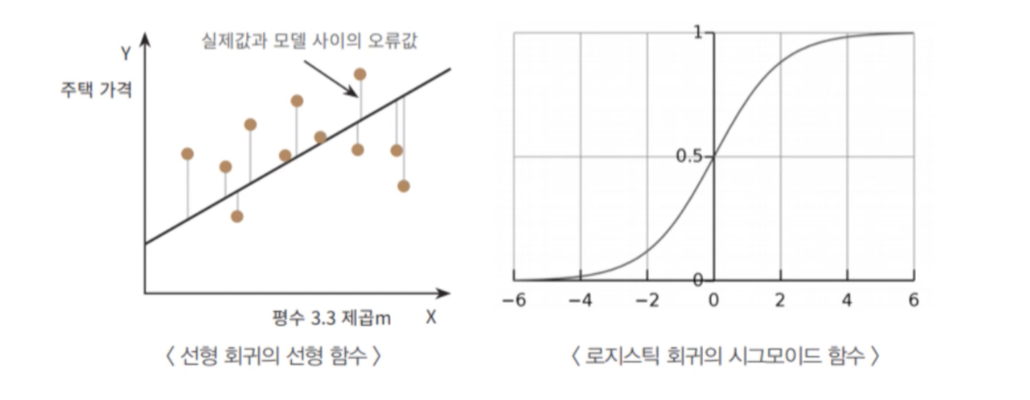 Y
주택 가격
실제값과 모델 사이의 오류값
평수 3.3 제곱m
X
〈 선형 회귀의 선형 함수 〉
1
0.5
0
−6 −4 −2 0 2 4 6
〈 로지스틱 회귀의 시그모이드 함수 〉